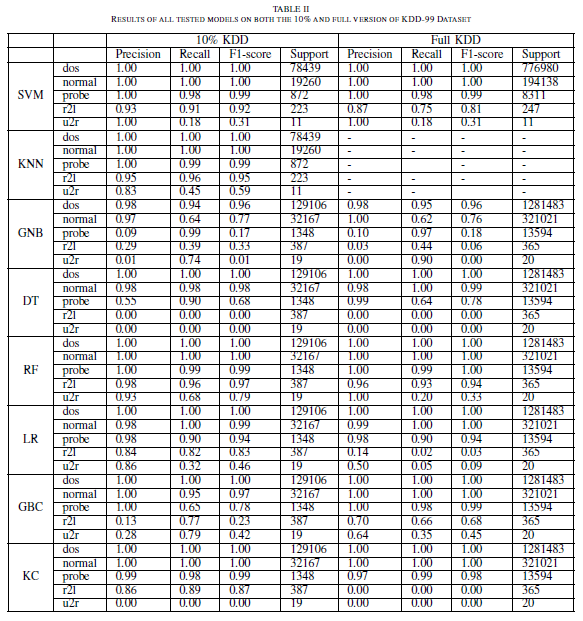 TABLE II
RESULTS OF ALL TESTED MODELS ON BOTH THE 10% AND FULL VERSION OF KDD-99 DATASET
10% KDD Full KDD
Precision Recall F1-score Support Precision Recall F1-score Support
SVM
dos 1.00 1.00 1.00 78439 1.00 1.00 1.00 776980
normal 1.00 1.00 1.00 19260 1.00 1.00 1.00 194138
probe 1.00 0.98 0.99 872 1.00 0.98 0.99 8311
r2l 0.93 0.91 0.92 223 0.87 0.75 0.81 247
u2r 1.00 0.18 0.31 11 1.00 0.18 0.31 11
KNN
dos 1.00 1.00 1.00 78439 - - - -
normal 1.00 1.00 1.00 19260 - - - -
probe 1.00 0.99 0.99 872 - - - -
r2l 0.95 0.96 0.95 223 - - - -
u2r 0.83 0.45 0.59 11 - - - -
GNB
dos 0.98 0.94 0.96 129106 0.98 0.95 0.96 1281483
normal 0.97 0.64 0.77 32167 1.00 0.62 0.76 321021
probe 0.09 0.99 0.17 1348 0.10 0.97 0.18 13594
r2l 0.29 0.39 0.33 387 0.03 0.44 0.06 365
u2r 0.01 0.74 0.01 19 0.00 0.90 0.00 20
DT
dos 1.00 1.00 1.00 129106 1.00 1.00 1.00 1281483
normal 0.98 0.98 0.98 32167 0.98 1.00 0.99 321021
probe 0.55 0.90 0.68 1348 0.99 0.64 0.78 13594
r2l 0.00 0.00 0.00 387 0.00 0.00 0.00 365
u2r 0.00 0.00 0.00 19 0.00 0.00 0.00 20
RF
dos 1.00 1.00 1.00 129106 1.00 1.00 1.00 1281483
normal 1.00 1.00 1.00 32167 1.00 1.00 1.00 321021
probe 1.00 0.99 0.99 1348 0.99 1.00 1.00 13594
r2l 0.98 0.96 0.97 387 0.96 0.93 0.94 365
u2r 0.93 0.68 0.79 19 1.00 0.20 0.33 20
LR
dos 1.00 1.00 1.00 129106 1.00 1.00 1.00 1281483
normal 0.98 1.00 0.99 32167 0.99 1.00 1.00 321021
probe 0.98 0.90 0.94 1348 0.98 0.90 0.94 13594
r2l 0.84 0.82 0.83 387 0.14 0.02 0.03 365
u2r 0.86 0.32 0.46 19 0.50 0.05 0.09 20
GBC
dos 1.00 1.00 1.00 129106 1.00 1.00 1.00 1281483
normal 1.00 0.95 0.97 32167 1.00 1.00 1.00 321021
probe 1.00 0.65 0.78 1348 1.00 0.98 0.99 13594
r2l 0.13 0.77 0.23 387 0.70 0.66 0.68 365
u2r 0.28 0.79 0.42 19 0.64 0.35 0.45 20
KC
dos 1.00 1.00 1.00 129106 1.00 1.00 1.00 1281483
normal 1.00 1.00 1.00 32167 1.00 1.00 1.00 321021
probe 0.99 0.98 0.99 1348 0.97 0.99 0.98 13594
r2l 0.86 0.89 0.87 387 0.00 0.00 0.00 365
u2r 0.00 0.00 0.00 19 0.00 0.00 0.00 20